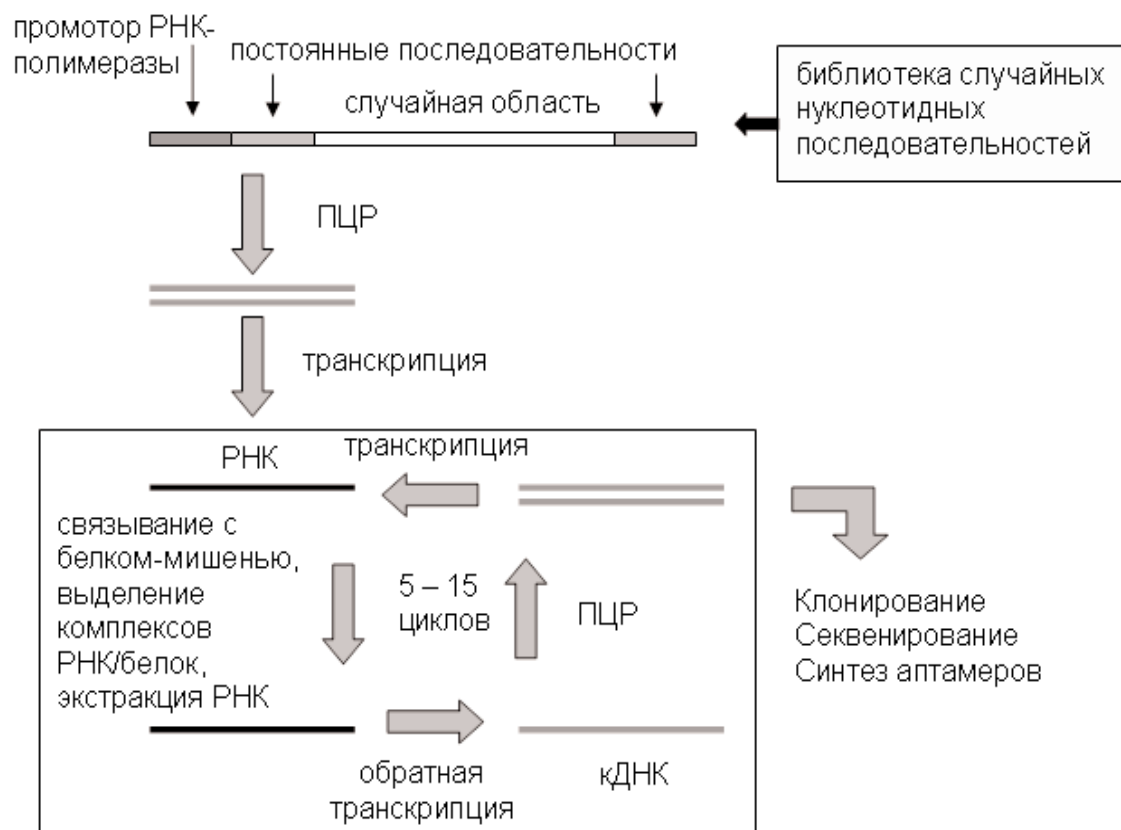 промотор РНК-
полимеразы
постоянные последовательности
случайная область
библиотека случайных
нуклеотидных
последовательностей
ПЦР
транскрипция
РНК
транскрипция
связывание с
белком-мишенью,
выделение
комплексов
РНК/белок,
экстракция РНК
5 – 15
циклов
ПЦР
Клонирование
Секвенирование
Синтез аптамеров
обратная
транскрипция
кДНК